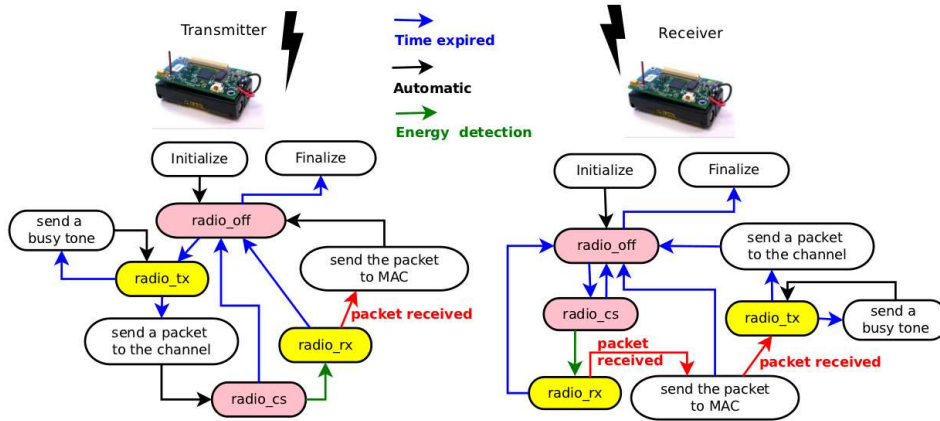 Transmitter
Time expired
Automatic
Energy detection
Receiver
Initialize
Finalize
radio_off
send a
busy tone
radio_tx
send the packet
to MAC
packet received
send a packet
to the channel
radio_rx
radio_cs
Initialize
Finalize
radio_off
send a packet
to the channel
radio_cs
radio_tx
send a
busy tone
packet
received
packet received
radio_rx
send the packet
to MAC